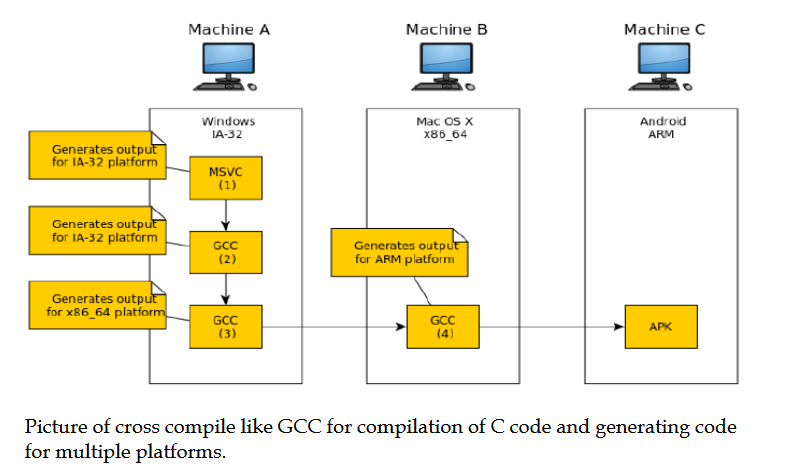 Machine A
Machine B
Machine C
Windows
IA-32
Mac OS X
x86_64
Android
ARM
Generates output
for IA-32 platform
MSVC
(1)
Generates output
for IA-32 platform
GCC
(2)
Generates output
for ARM platform
Generates output
for x86_64 platform
GCC
(3)
GCC
(4)
APK
Picture of cross compile like GCC for compilation of C code and generating code
for multiple platforms.